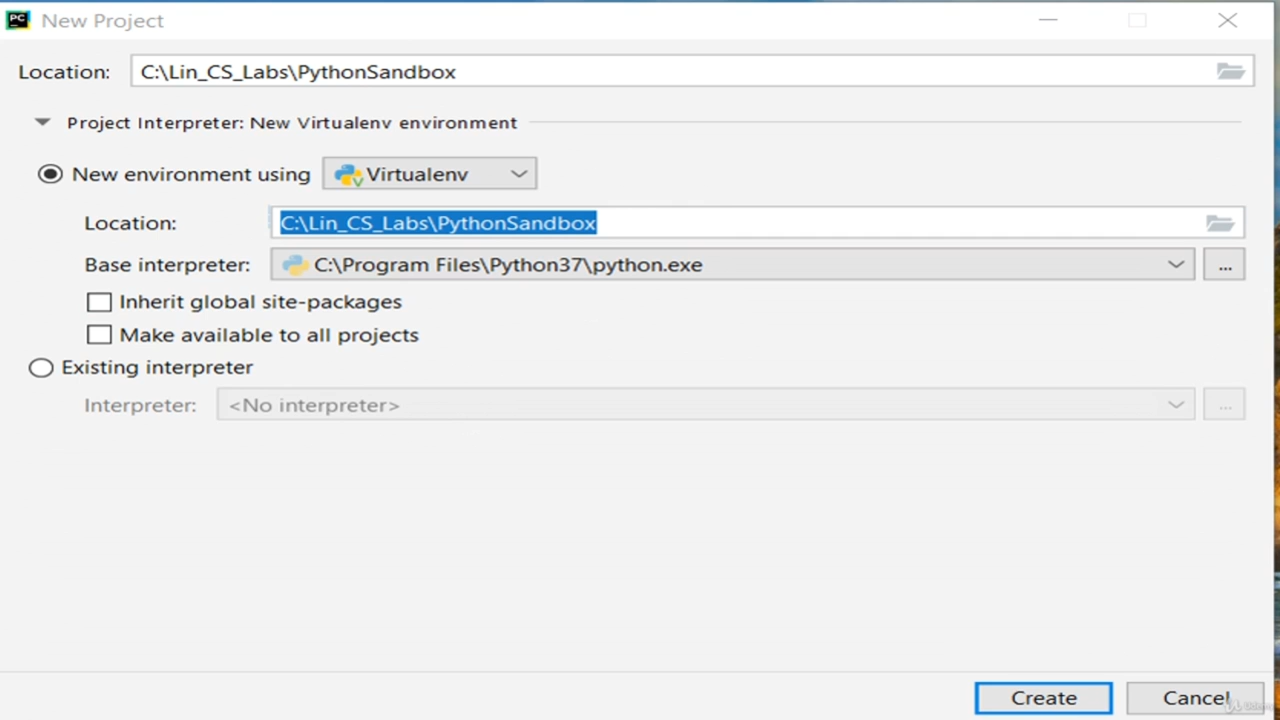 PC New Project
Location: C:\Lin_CS_Labs\PythonSandbox
Project Interpreter: New Virtualenv environment
New environment using Virtualenv
Location: C:\Lin_CS_Labs\PythonSandbox
Base interpreter: C:\Program Files\Python37\python.exe ...
Inherit global site-packages
Make available to all projects
Existing interpreter
Interpreter: <No interpreter> ...
Create Cancel
Udemy